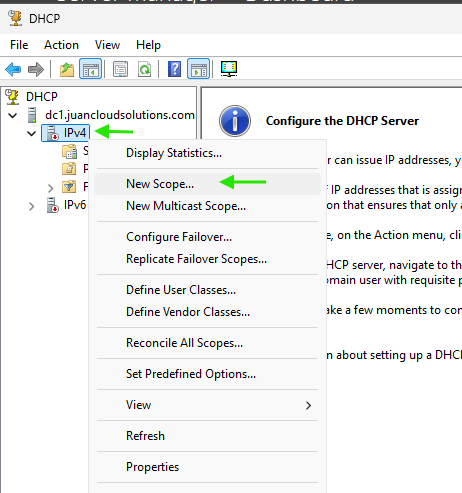 DHCP
File Action View Help
DHCP
dc1.juancloudsolutions.com
IPv4
IPv6
Display Statistics...
New Scope...
New Multicast Scope...
Configure Failover...
Replicate Failover Scopes...
Define User Classes...
Define Vendor Classes...
Reconcile All Scopes...
Set Predefined Options...
View
Refresh
Properties
Configure the DHCP Server
r can issue IP addresses, y
f IP addresses that is assig
on that ensures that only a
e, on the Action menu, cli
HCP server, navigate to th
omain user with requisite p
ake a few moments to con
n about setting up a DHC